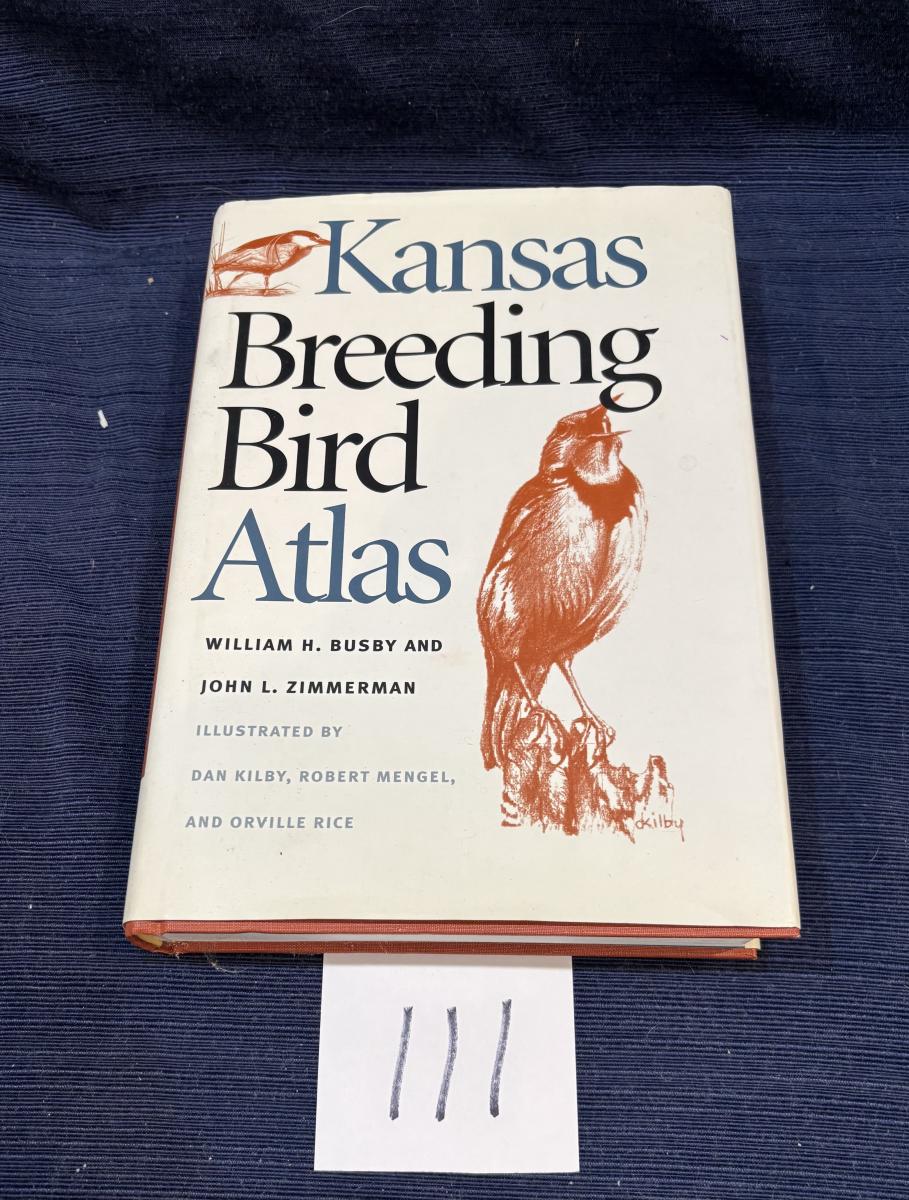 Kansas
Breeding
Bird
Atlas
WILLIAM H. BUSBY AND
JOHN L. ZIMMERMAN
ILLUSTRATED BY
DAN KILBY, ROBERT MENGEL,
AND ORVILLE RICE
dkilby
111